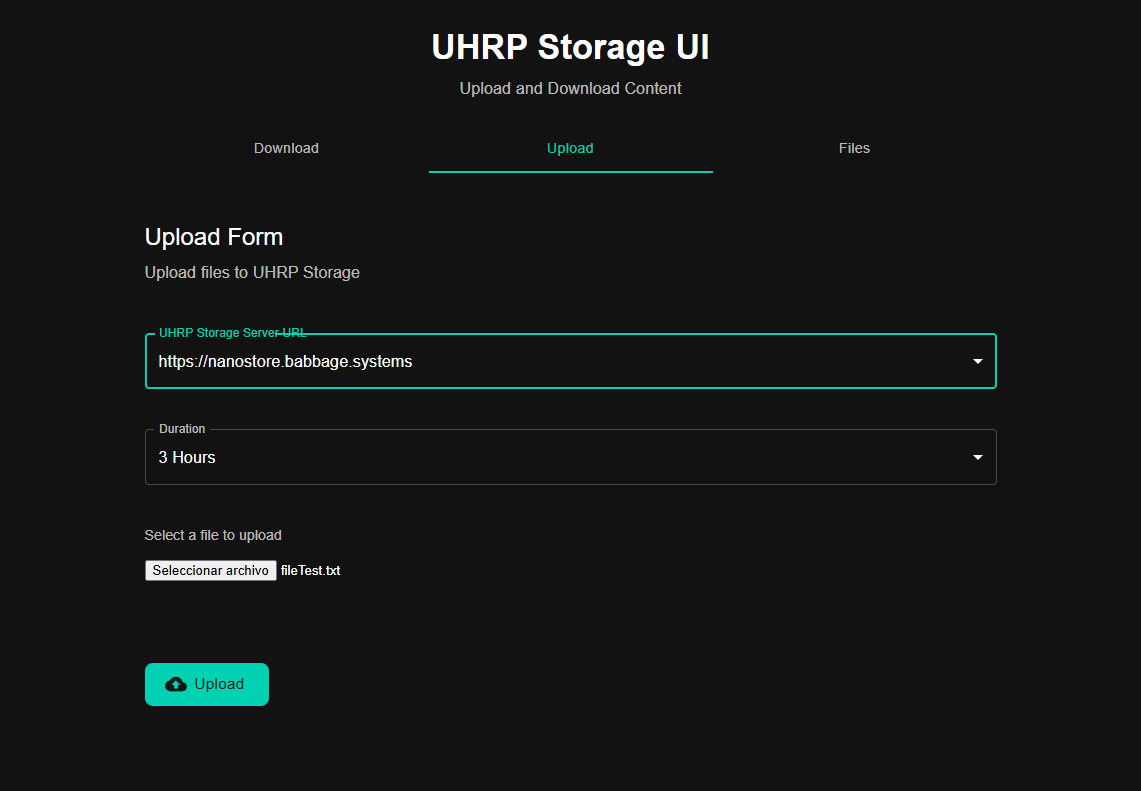 UHRP Storage UI
Upload and Download Content
Download
Upload
Files
Upload Form
Upload files to UHRP Storage
UHRP Storage Server URL
https://nanostore.babbage.systems
Duration
3 Hours
Select a file to upload
Seleccionar archivo fileTest.txt
Upload